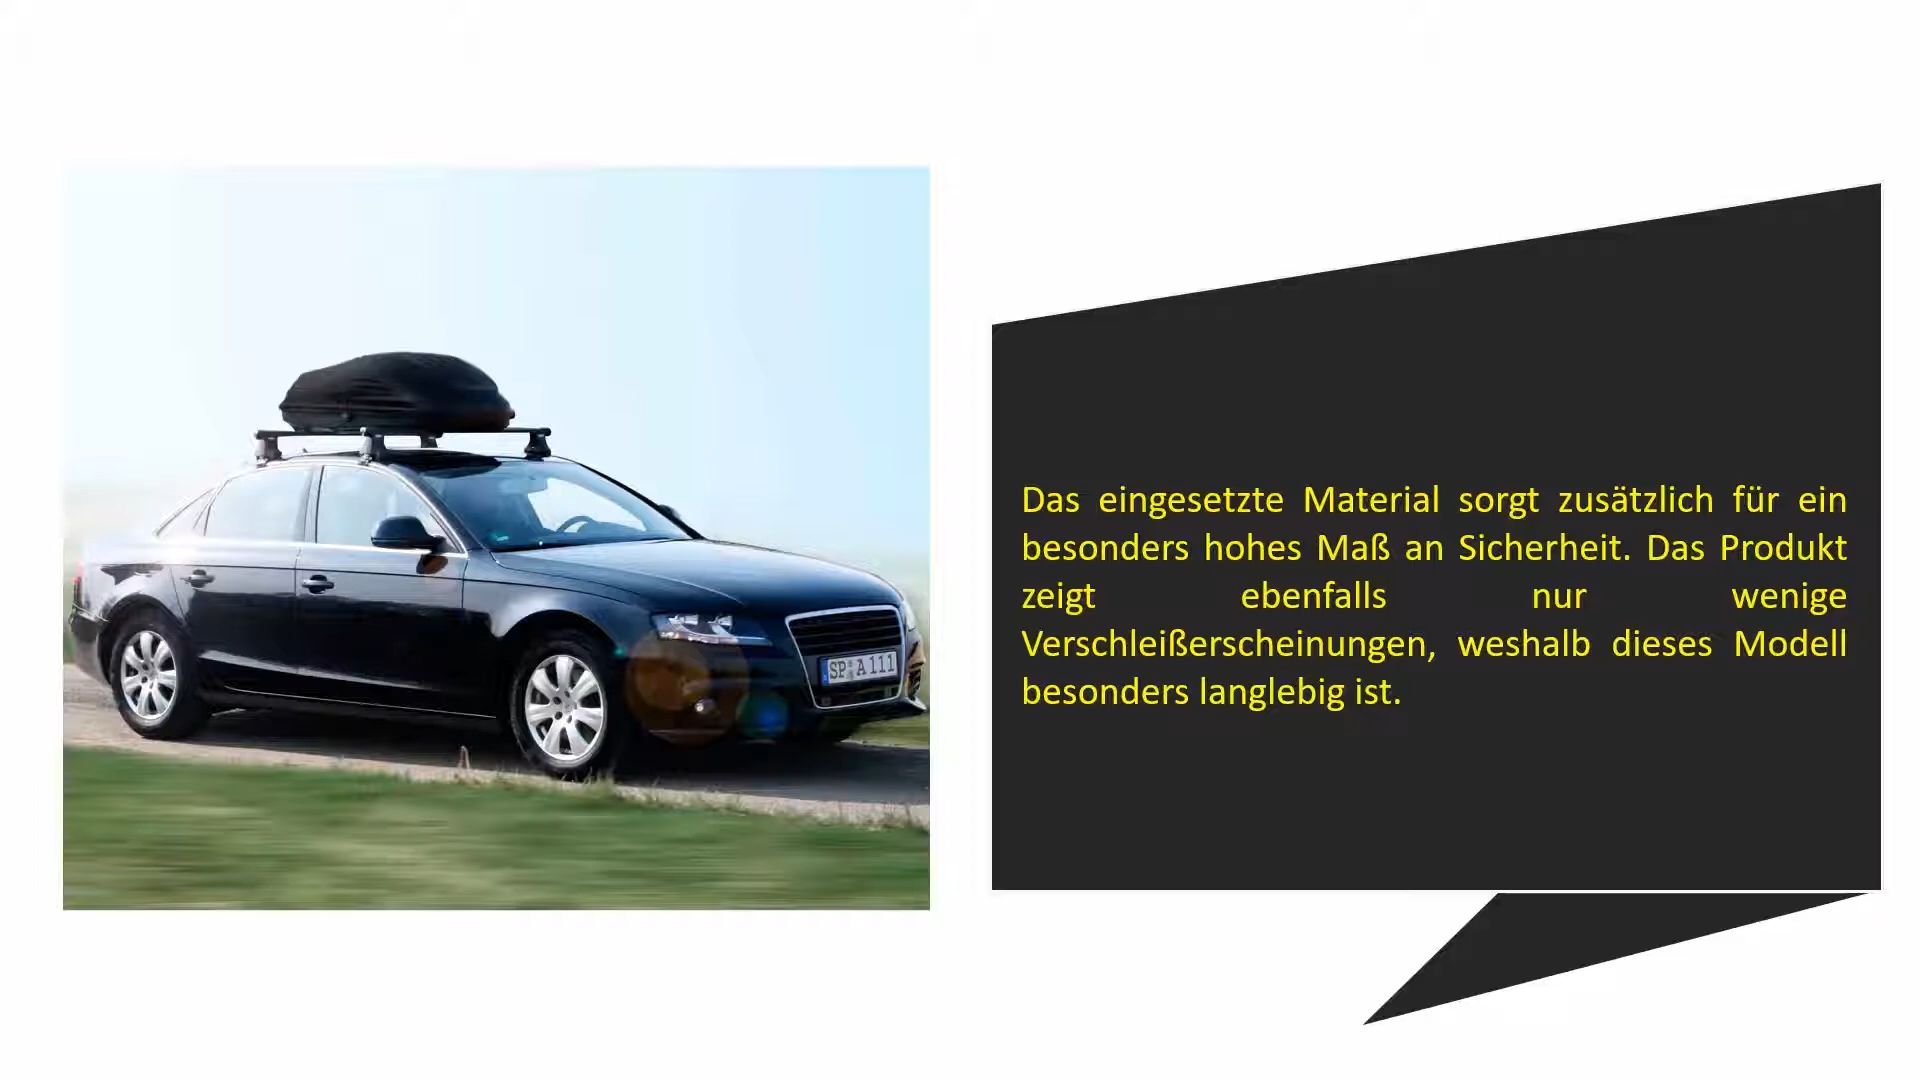 SP A 111
Das eingesetzte Material sorgt zusätzlich für ein
besonders hohes Maß an Sicherheit. Das Produkt
zeigt ebenfalls nur wenige
Verschleißerscheinungen, weshalb dieses Modell
besonders langlebig ist.